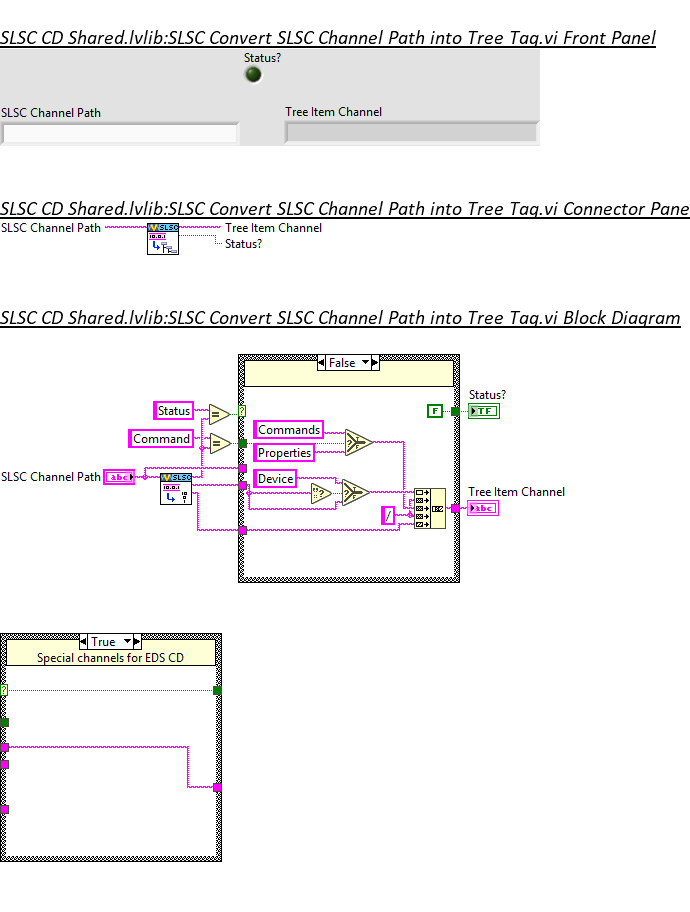 SLSC CD Shared.lvlib:SLSC Convert SLSC Channel Path into Tree Tag.vi Front Panel
Status?
SLSC Channel Path
Tree Item Channel
SLSC CD Shared.lvlib:SLSC Convert SLSC Channel Path into Tree Tag.vi Connector Pane
SLSC Channel Path
SLSC
Tree Item Channel
Status?
SLSC CD Shared.lvlib:SLSC Convert SLSC Channel Path into Tree Tag.vi Block Diagram
False
Status?
Status
=
?
F
TF
Command
=
Commands
Properties
?
T
F
SLSC Channel Path
abc
SLSC
Device
?
?
T
F
Tree Item Channel
/
abc
True
Special channels for EDS CD
?